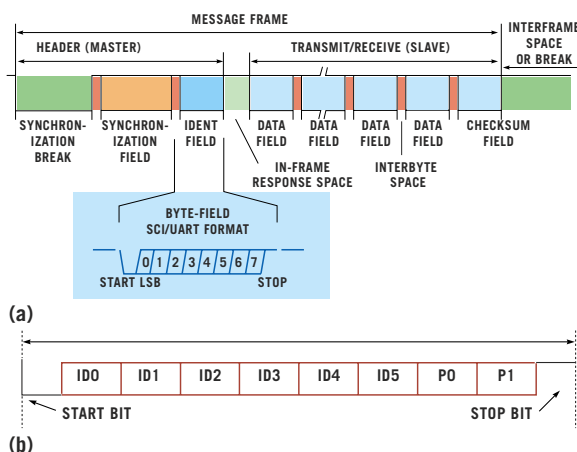 MESSAGE FRAME
INTERFRAME
SPACE
OR BREAK
HEADER (MASTER)
TRANSMIT/RECEIVE (SLAVE)
SYNCHRON-
IZATION
BREAK
SYNCHRON-
IZATION
FIELD
IDENT
FIELD
DATA
FIELD
DATA
FIELD
DATA
FIELD
DATA
FIELD
CHECKSUM
FIELD
IN-FRAME
RESPONSE SPACE
INTERBYTE
SPACE
BYTE-FIELD
SCI/UART FORMAT
0 1 2 3 4 5 6 7
START LSB STOP
(a)
ID0 ID1 ID2 ID3 ID4 ID5 P0 P1
START BIT STOP BIT
(b)